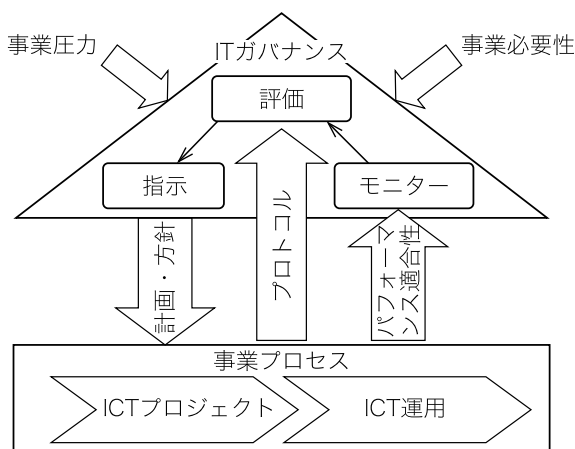 事業圧力
事業必要性
ITガバナンス
評価
指示
モニター
計画・方針
プロトコル
パフォーマ
ンス適合性
事業プロセス
ICTプロジェクト
ICT運用